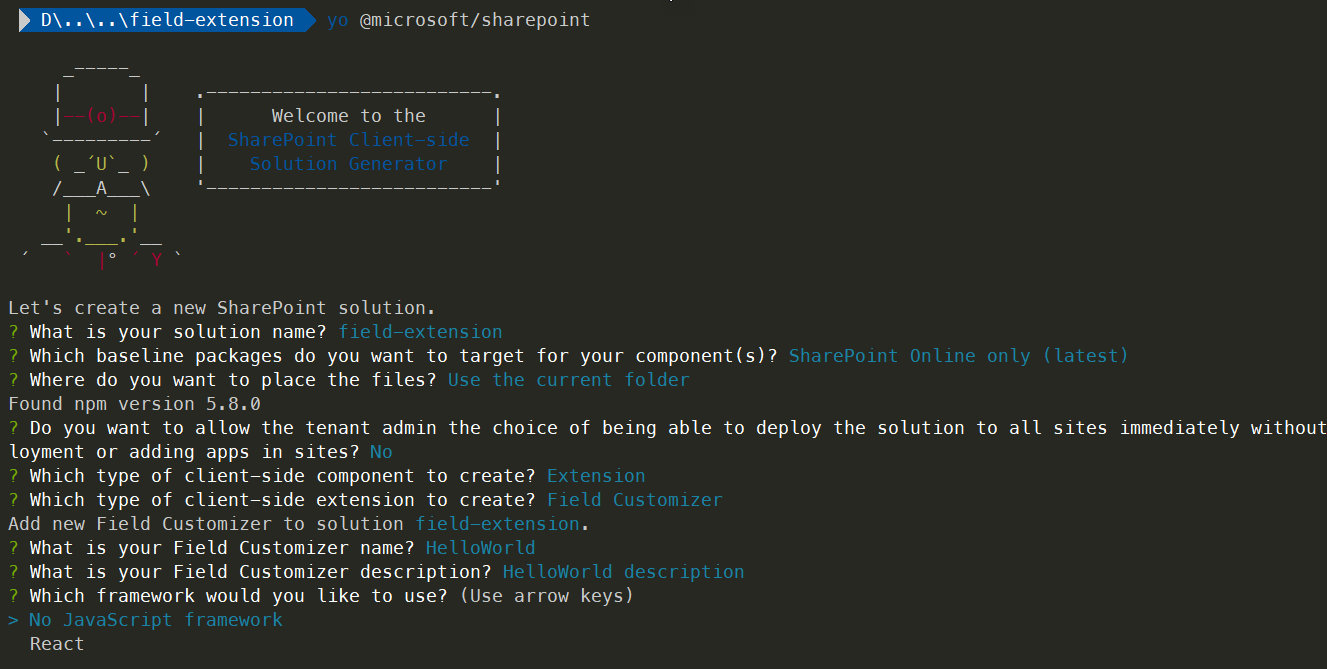 D\..\..\field-extension yo @microsoft/sharepoint
     _-----_
    |       |    .--------------------------.
    |--(o)--|    |      Welcome to the      |
   `---------´   |  SharePoint Client-side  |
    ( _´U`_ )    |    Solution Generator    |
    /___A___\    '--------------------------'
     |  ~  |
   __'.___.'__
 ´   `  |° ´ Y `
Let's create a new SharePoint solution.
? What is your solution name? field-extension
? Which baseline packages do you want to target for your component(s)? SharePoint Online only (latest)
? Where do you want to place the files? Use the current folder
Found npm version 5.8.0
? Do you want to allow the tenant admin the choice of being able to deploy the solution to all sites immediately without
loyment or adding apps in sites? No
? Which type of client-side component to create? Extension
? Which type of client-side extension to create? Field Customizer
Add new Field Customizer to solution field-extension.
? What is your Field Customizer name? HelloWorld
? What is your Field Customizer description? HelloWorld description
? Which framework would you like to use? (Use arrow keys)
> No JavaScript framework
  React